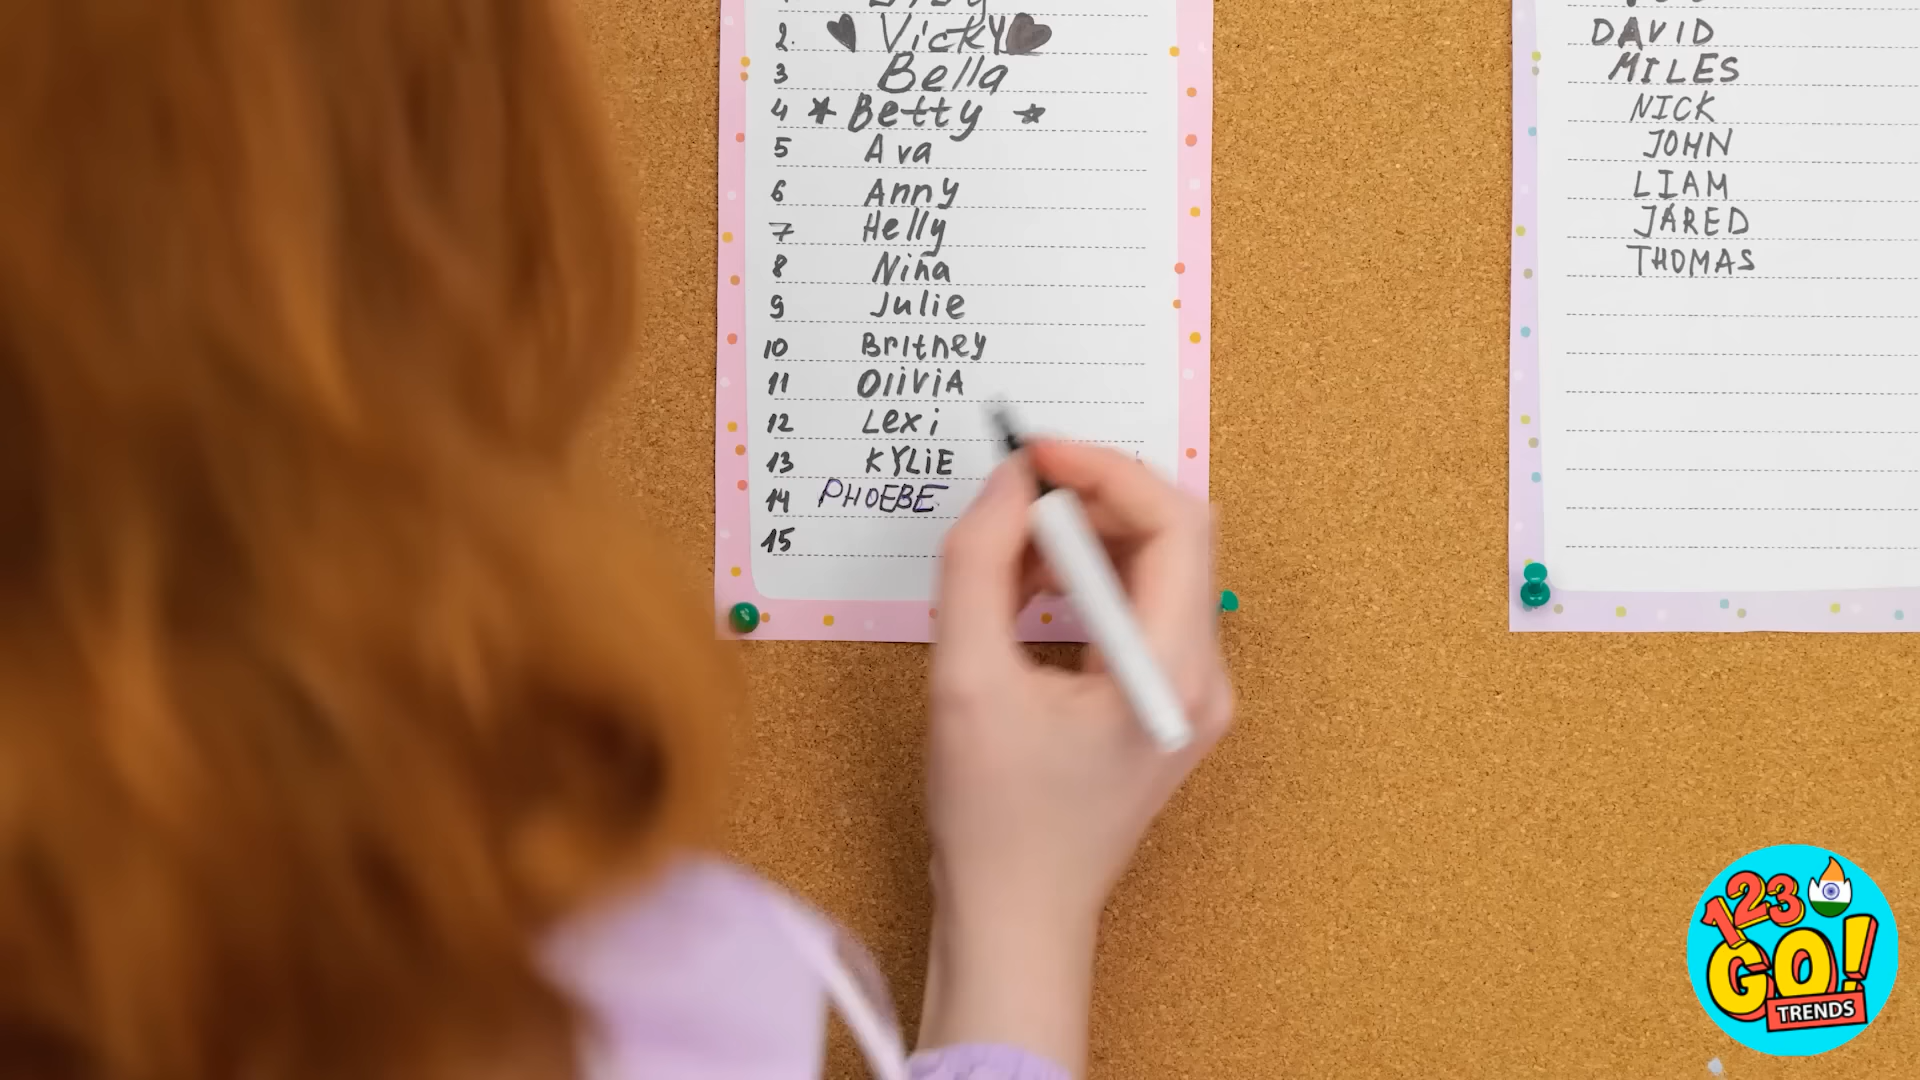 2. Vicky
3 Bella
4 * Betty *
5 Ava
6 Anny
7 Helly
8 Nina
9 Julie
10 Britney
11 OliviA
12 Lexi
13 KYLiE
14 PHOEBE
15
DAVID
MILES
NICK
JOHN
LIAM
JARED
THOMAS
123
GO!
TRENDS